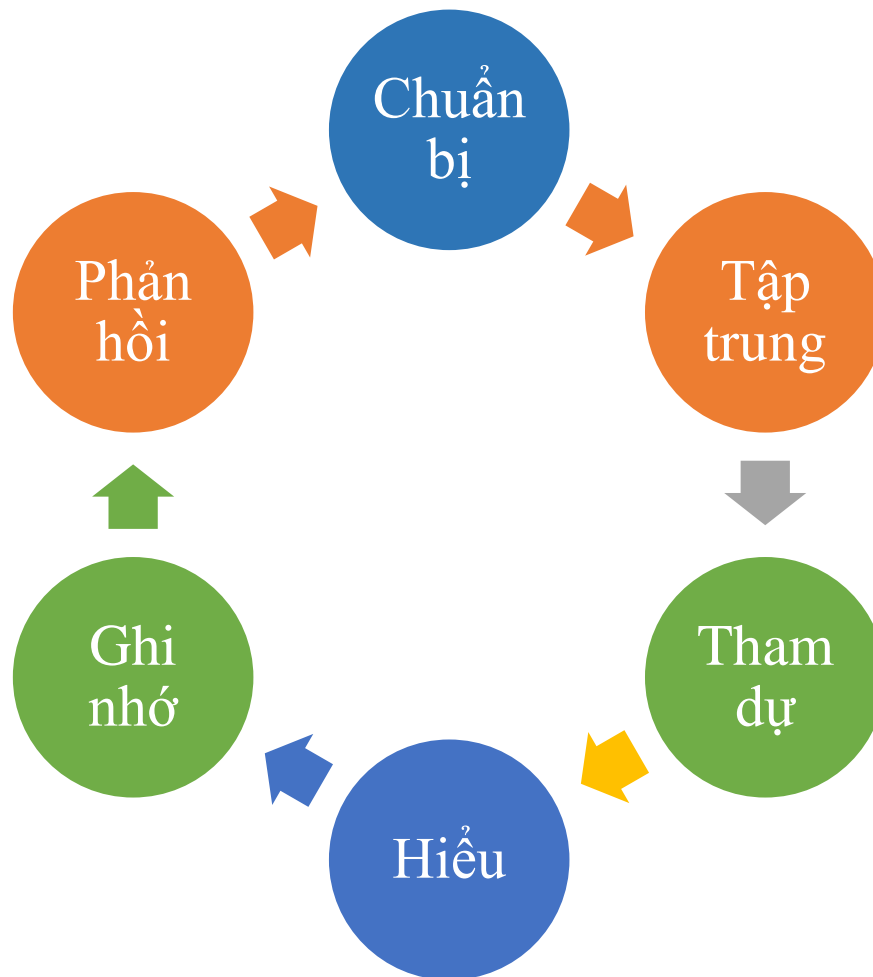 Chuẩn
bị
Tập
trung
Tham
dự
Hiểu
Ghi
nhớ
Phản
hồi